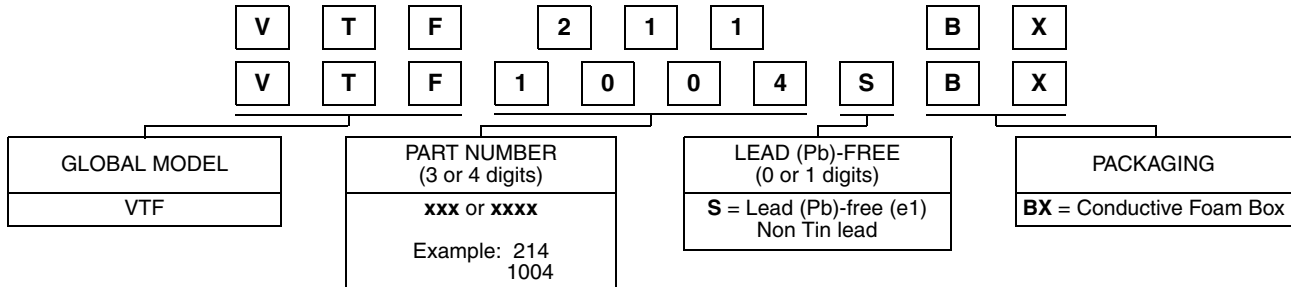 V T F 2 1 1 B X
V T F 1 0 0 4 S B X
GLOBAL MODEL
VTF
PART NUMBER
(3 or 4 digits)
xxx or xxxx
Example: 214
1004
LEAD (Pb)-FREE
(0 or 1 digits)
S = Lead (Pb)-free (e1)
Non Tin lead
PACKAGING
BX = Conductive Foam Box